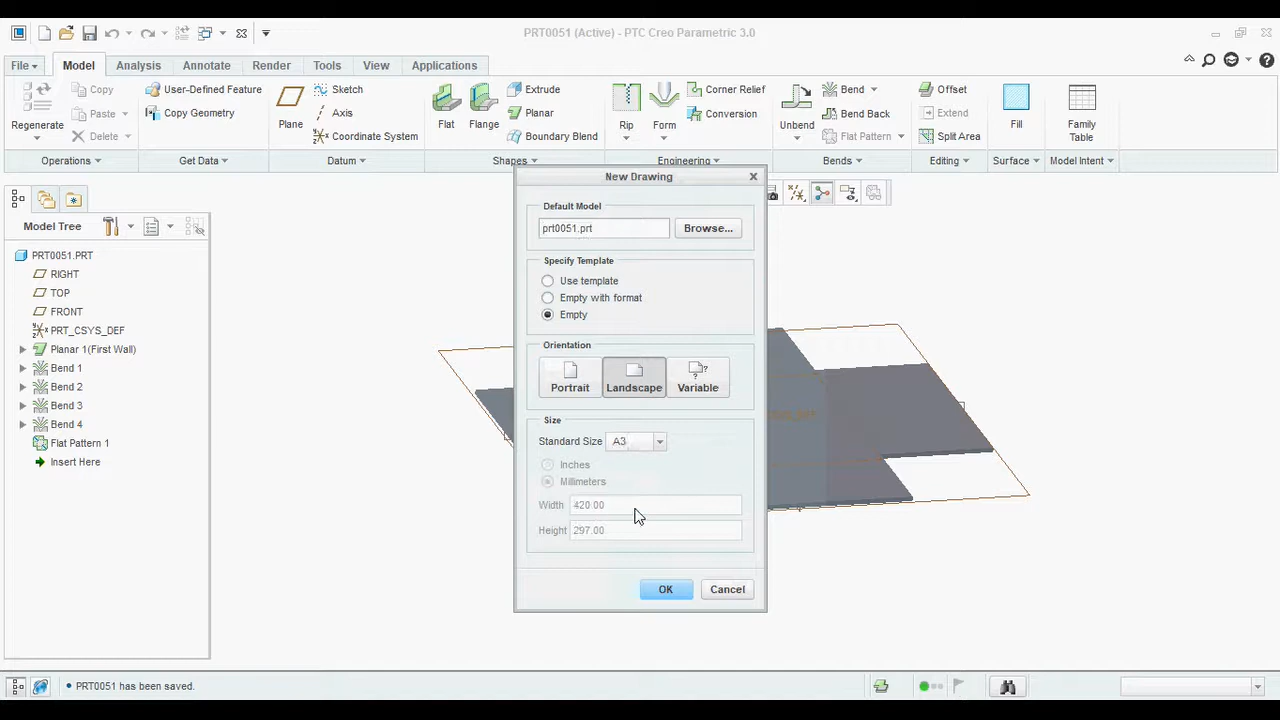 PRT0051 (Active) - PTC Creo Parametric 3.0
File Model Analysis Annotate Render Tools View Applications
Regenerate
Copy
Paste
Delete
User-Defined Feature
Copy Geometry
Plane
Sketch
Axis
Coordinate System
Flat
Flange
Extrude
Planar
Boundary Blend
Rip
Form
Corner Relief
Conversion
Unbend
Bend
Bend Back
Flat Pattern
Offset
Extend
Split Area
Fill
Family
Table
Operations Get Data Datum Shapes Engineering Bends Editing Surface Model Intent
Model Tree
PRT0051.PRT
RIGHT
TOP
FRONT
PRT_CSYS_DEF
Planar 1(First Wall)
Bend 1
Bend 2
Bend 3
Bend 4
Flat Pattern 1
Insert Here
New Drawing
Default Model
prt0051.prt Browse...
Specify Template
Use template
Empty with format
Empty
Orientation
Portrait Landscape Variable
Size
Standard Size A3
Inches
Millimeters
Width 420.00
Height 297.00
OK Cancel
• PRT0051 has been saved.